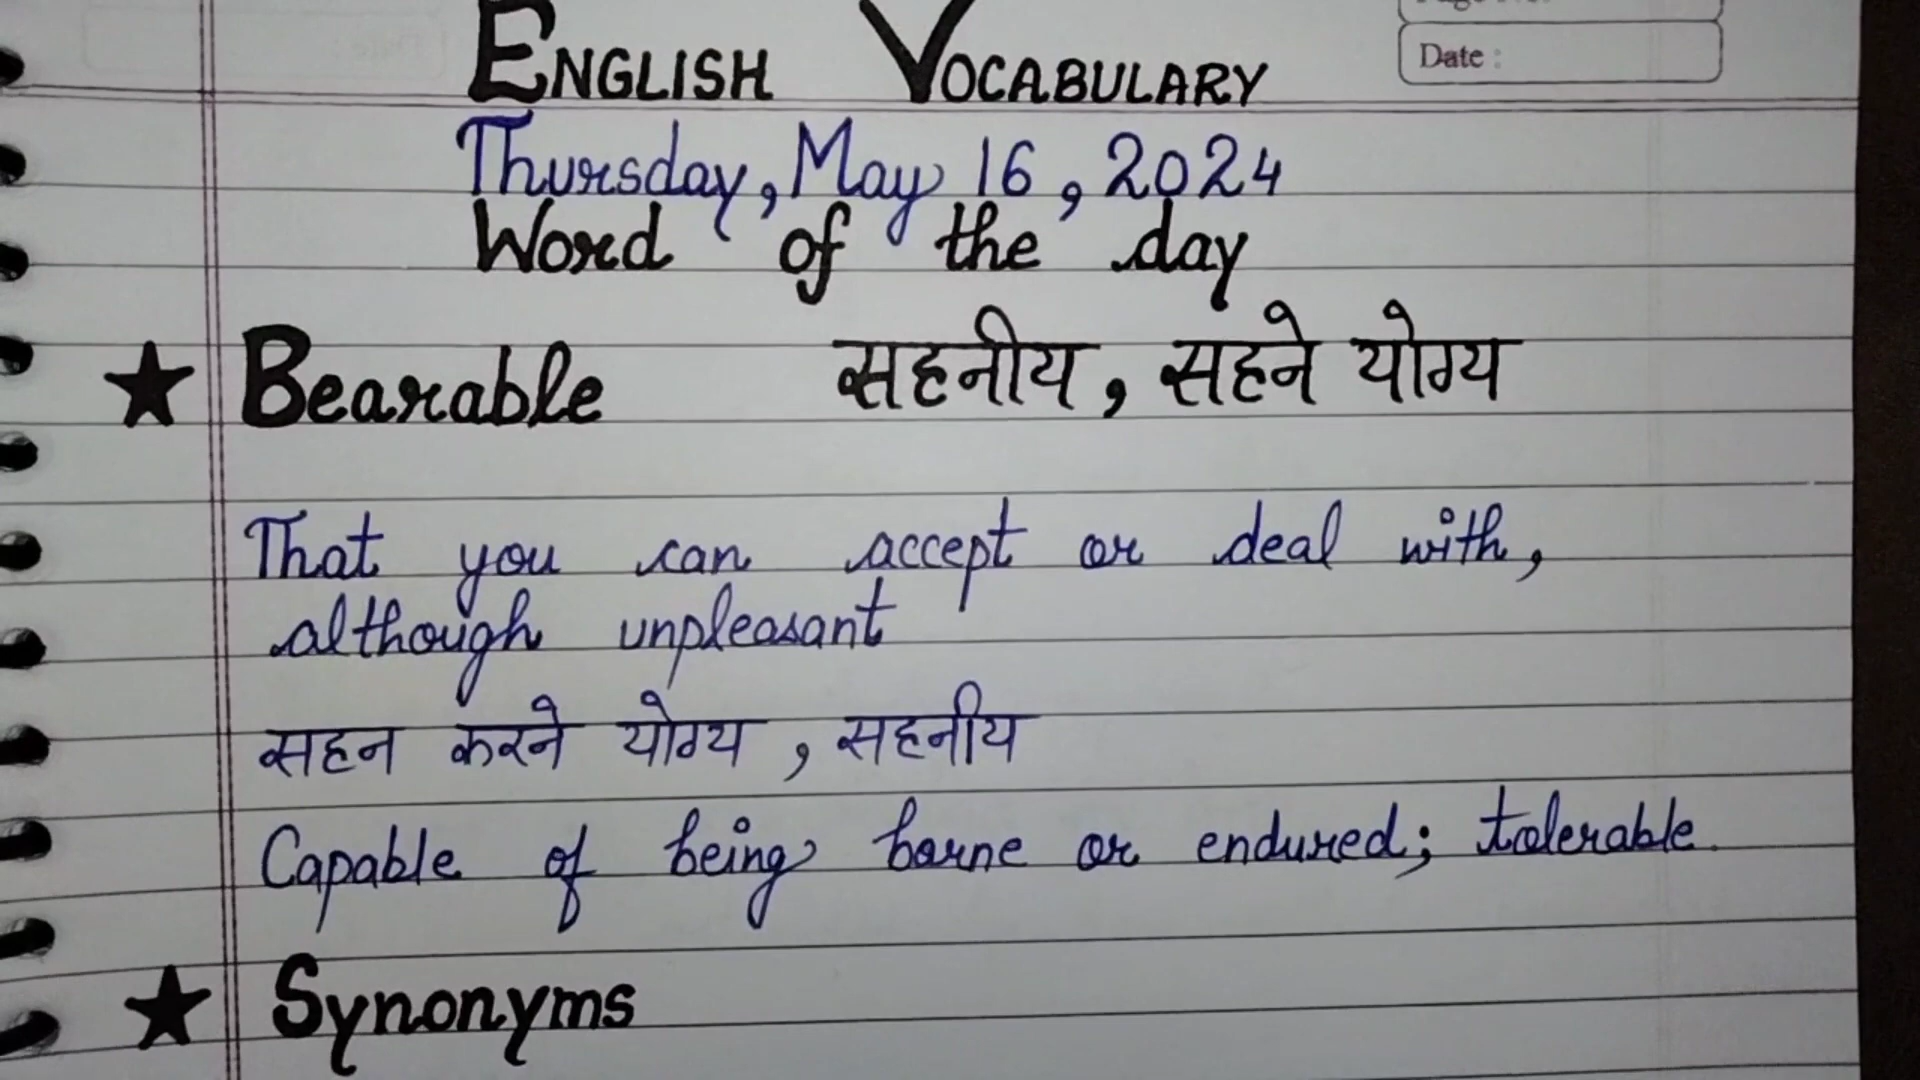 ENGLISH VOCABULARY
Date :
Thursday, May 16, 2024
Word of the day
★ Bearable सहनीय, सहने योग्य
That you can accept or deal with,
although unpleasant
सहन करने योग्य, सहनीय
Capable of being borne or endured; tolerable.
★ Synonyms